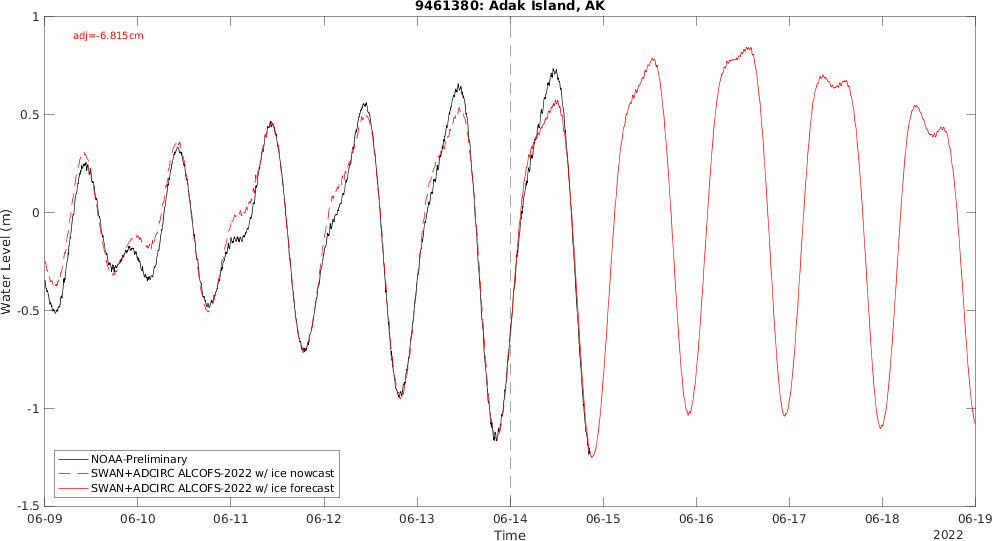 9461380: Adak Island, AK
adj=-6.815cm
1
0.5
0
-0.5
-1
-1.5
Water Level (m)
NOAA-Preliminary
SWAN+ADCIRC ALCOFS-2022 w/ ice nowcast
SWAN+ADCIRC ALCOFS-2022 w/ ice forecast
06-09 06-10 06-11 06-12 06-13 06-14 06-15 06-16 06-17 06-18 06-19
Time
2022